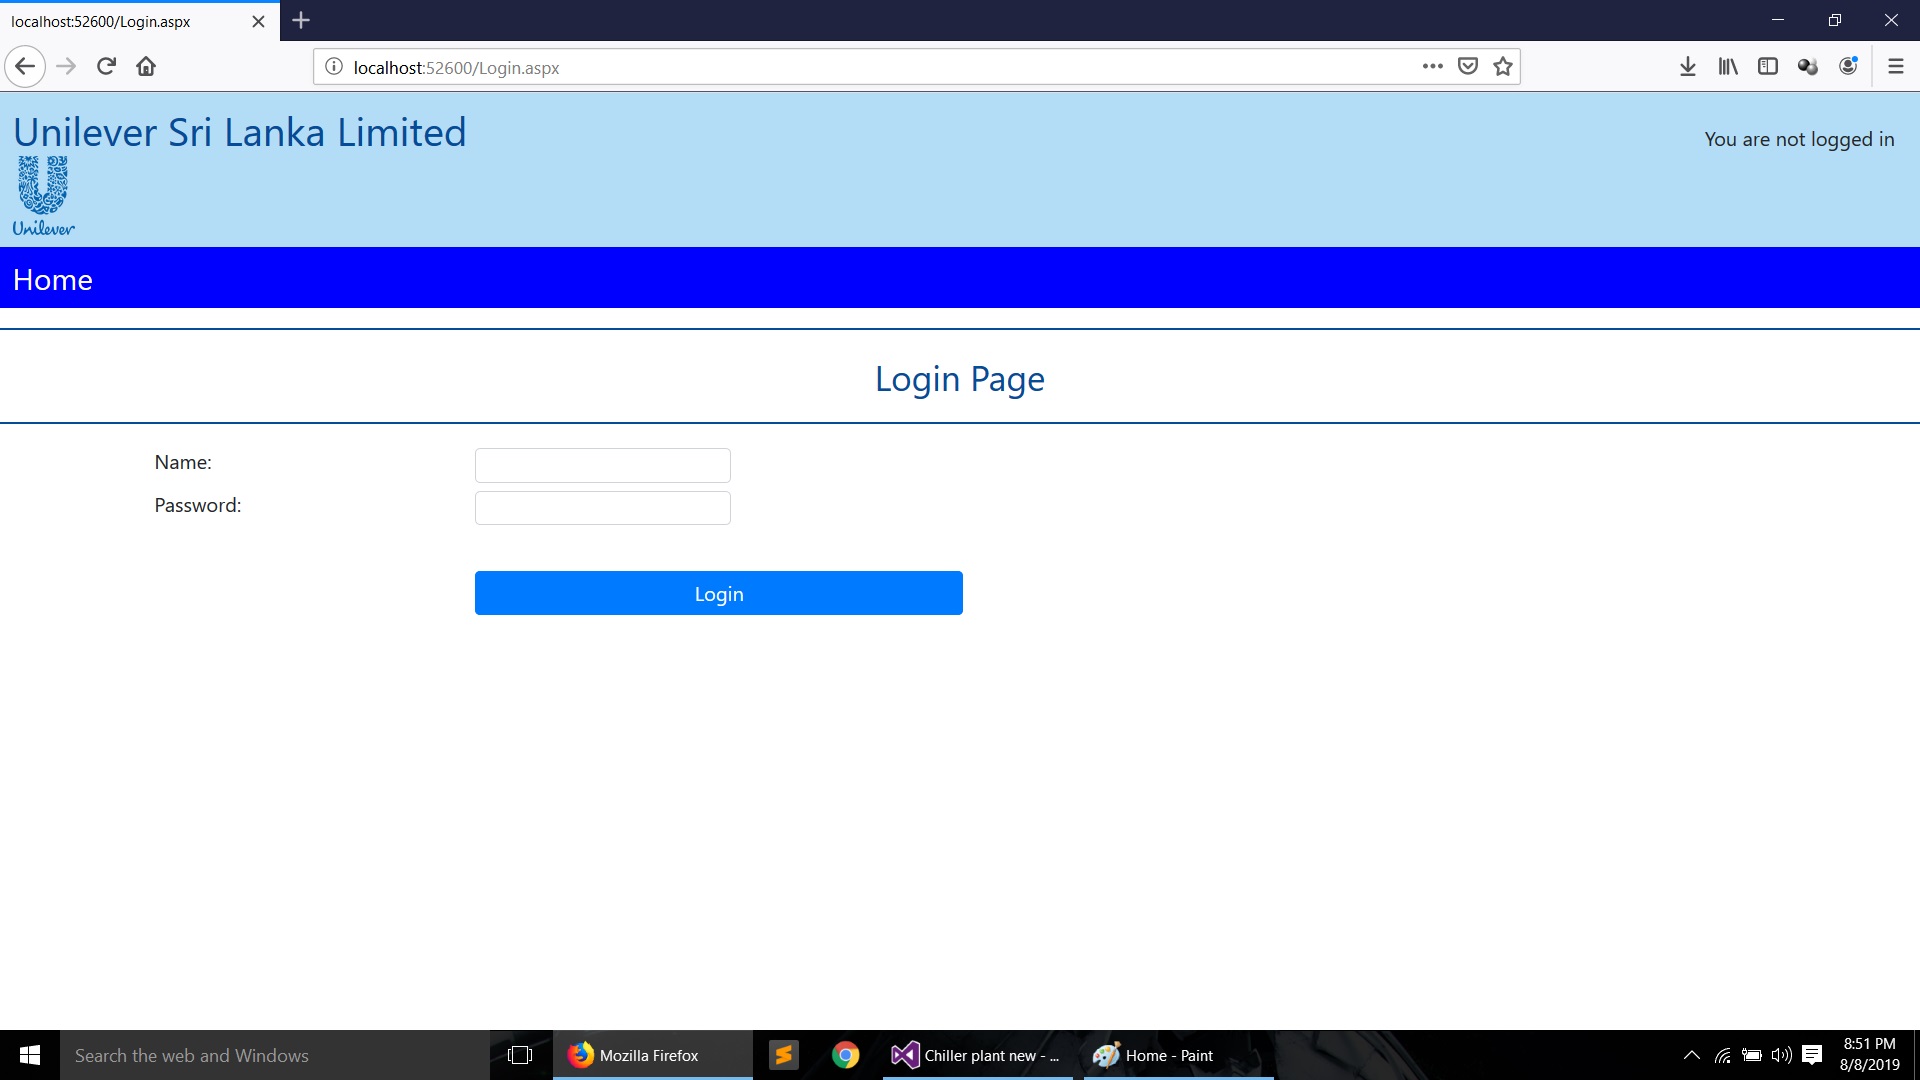 localhost:52600/Login.aspx
localhost:52600/Login.aspx
Unilever Sri Lanka Limited
You are not logged in
Unilever
Home
Login Page
Name:
Password:
Login
Search the web and Windows
Mozilla Firefox
Chiller plant new - ...
Home - Paint
8:51 PM
8/8/2019